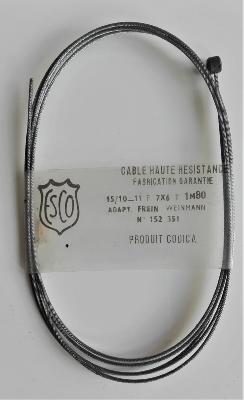 ESCO
CABLE HAUTE RESISTANCE
FABRICATION GARANTIE
15/10–11 F 7X6 T 1M80
ADAPT. FREIN WEINMANN
N° 152 351
PRODUIT CODICA